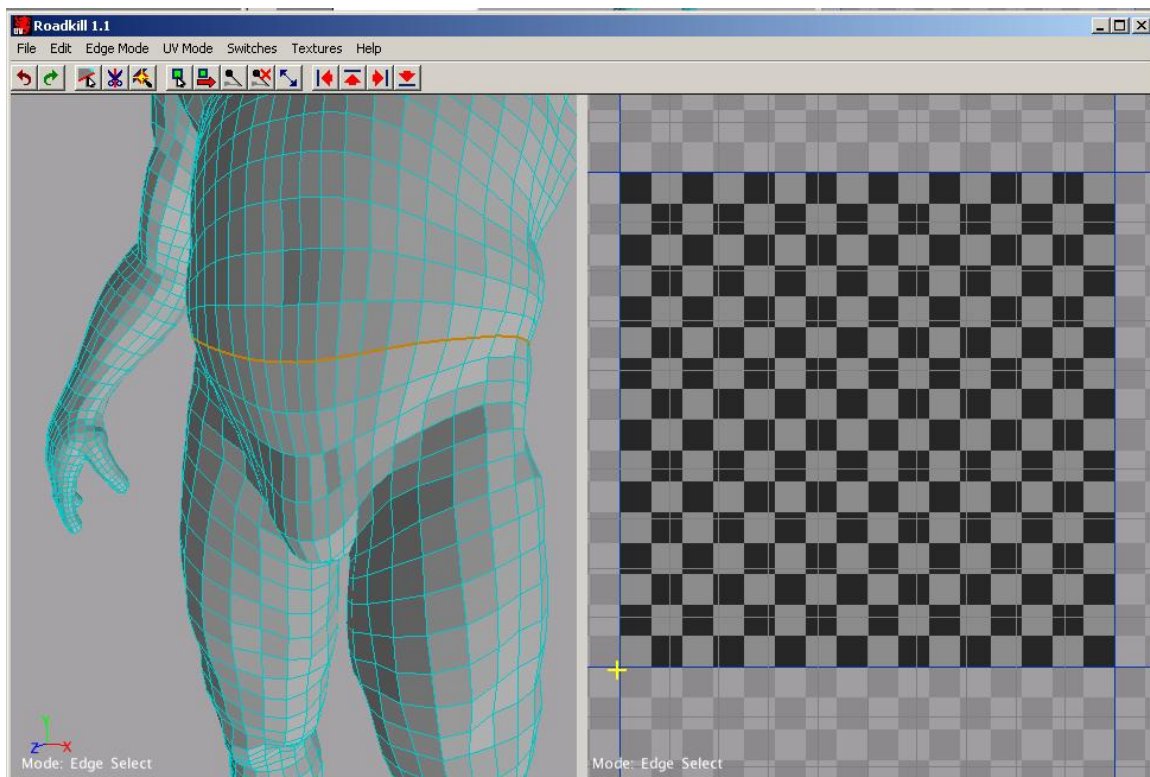 Roadkill 1.1
File Edit Edge Mode UV Mode Switches Textures Help
Y
Z X
Mode: Edge Select
Mode: Edge Select